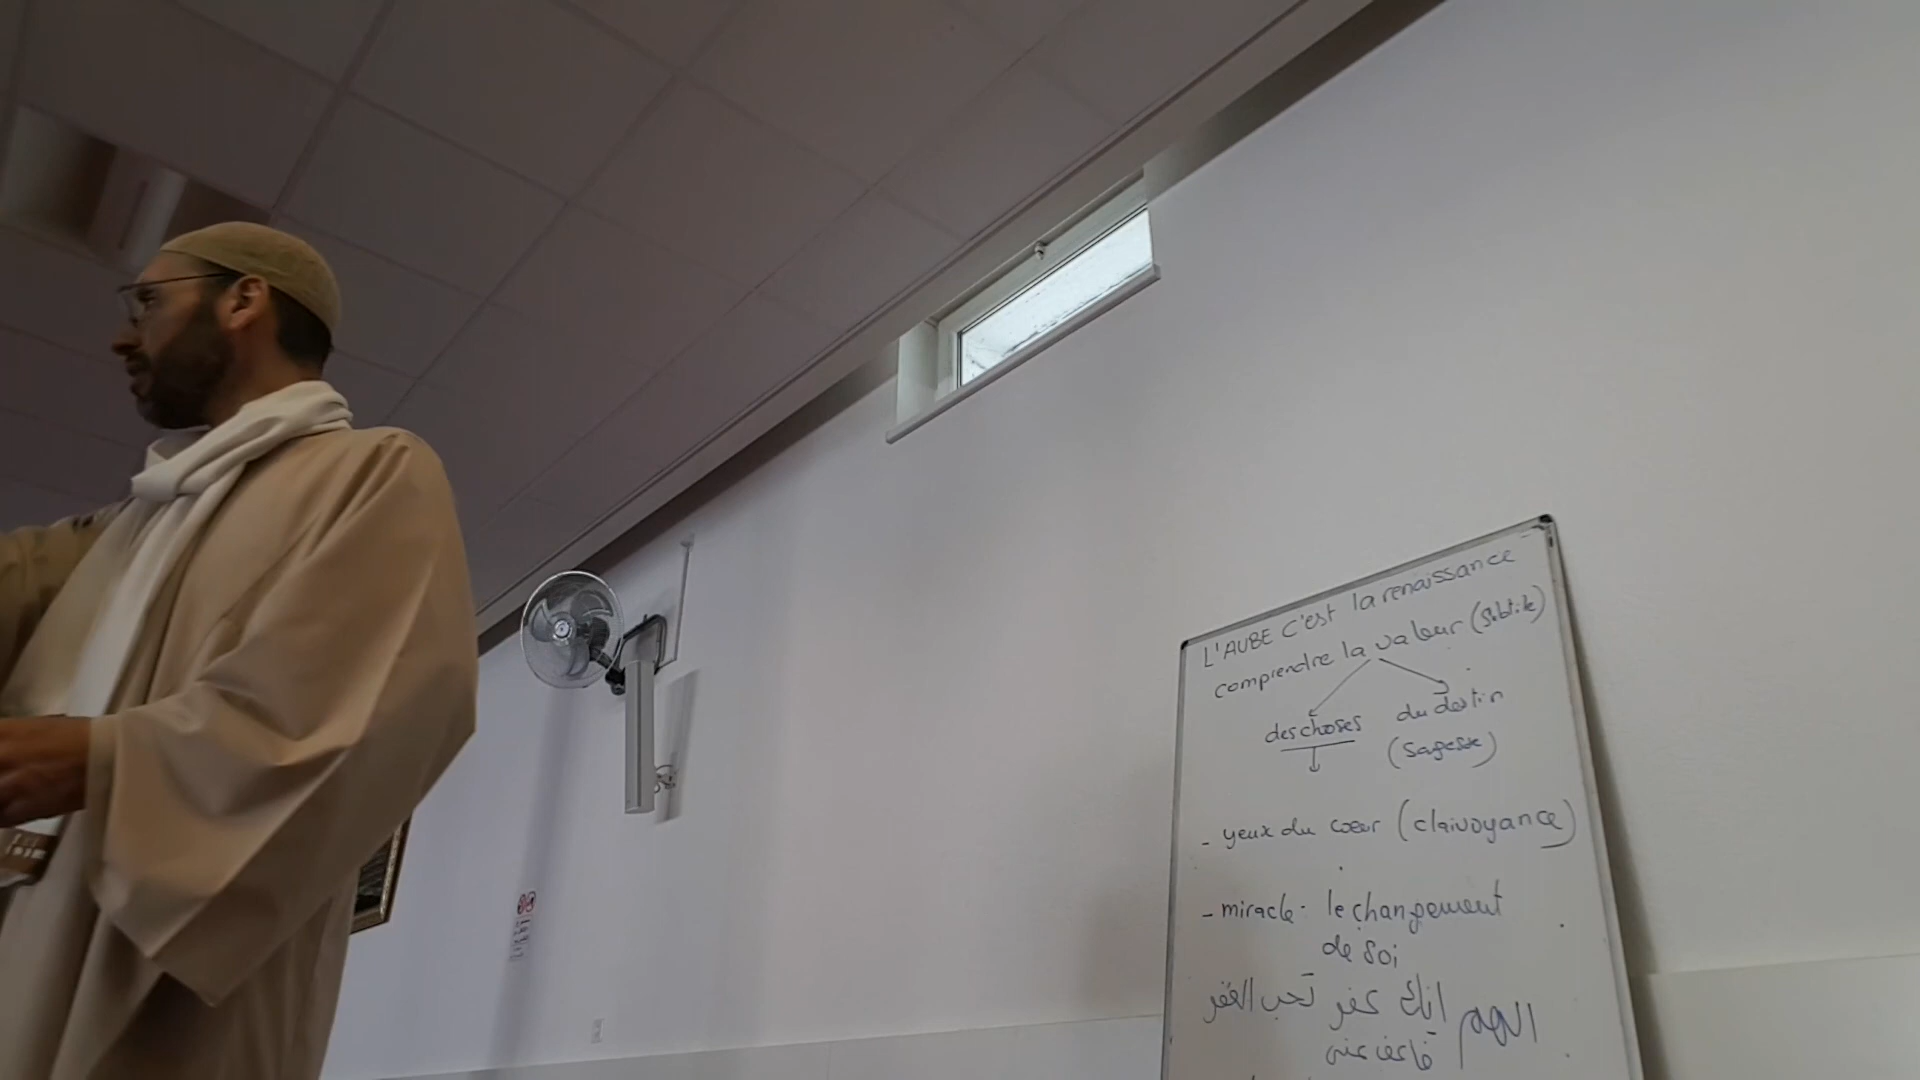 L'AUBE C'est la renaissance
comprendre la valeur (subtile)
des choses du destin
(sagesse)
- yeux du coeur (clairvoyance)
- miracle: le changement
de soi
اللهم إنك عفو تحب العفو
فاعف عني